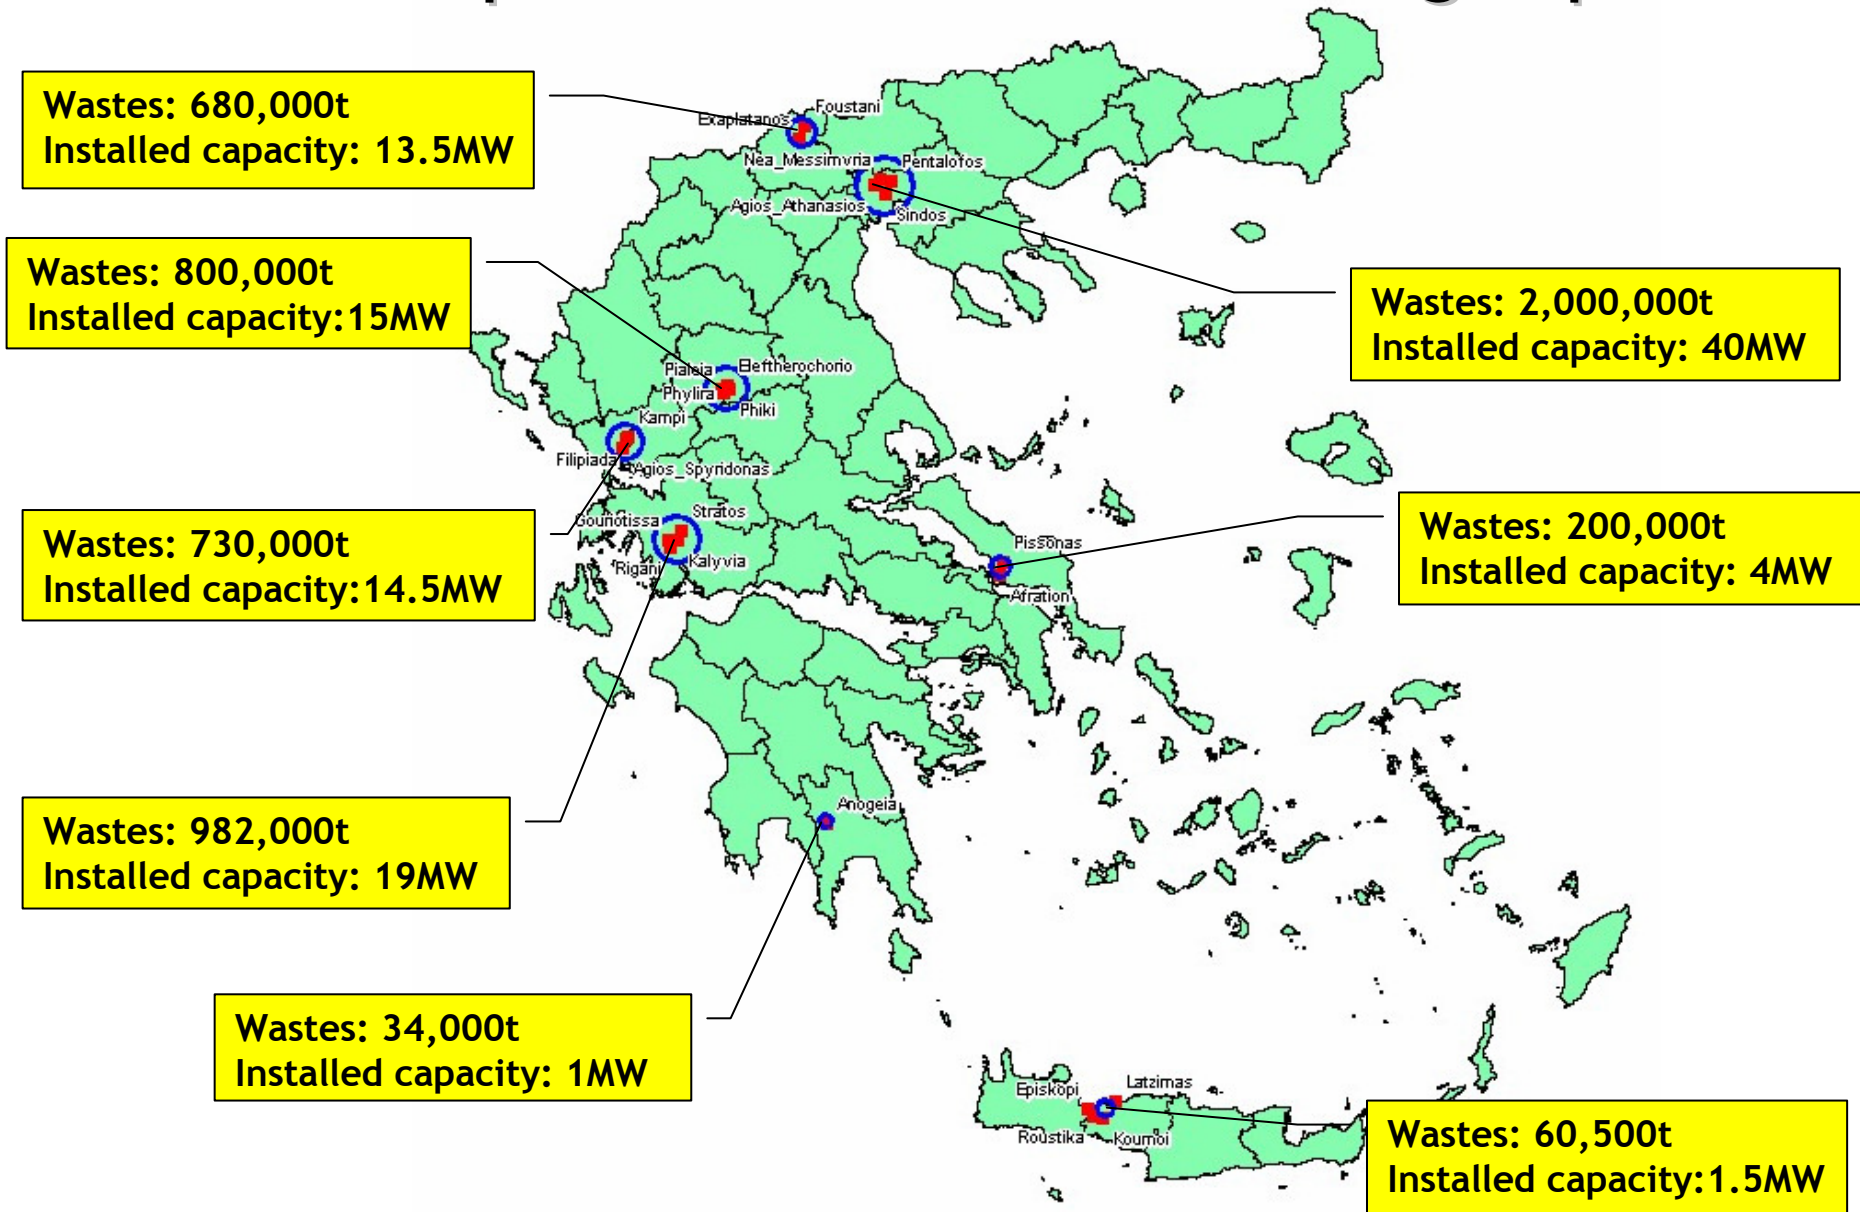 Wastes: 680,000t
Installed capacity: 13.5MW
Foustani
Exaplatanos
Nea_Messimvria
Pentalofos
Agios_Athanasios
Sindos
Wastes: 800,000t
Installed capacity:15MW
Wastes: 2,000,000t
Installed capacity: 40MW
Pialeia
Eleftherochorio
Phylira
Phiki
Kampi
Filipiada
Agios_Spyridonas
Wastes: 730,000t
Installed capacity:14.5MW
Stratos
Gouriotissa
Rigani
Kalyvia
Wastes: 200,000t
Installed capacity: 4MW
Pissonas
Afration
Wastes: 982,000t
Installed capacity: 19MW
Anogeia
Wastes: 34,000t
Installed capacity: 1MW
Episkopi
Latzimas
Roustika
Koumoi
Wastes: 60,500t
Installed capacity:1.5MW